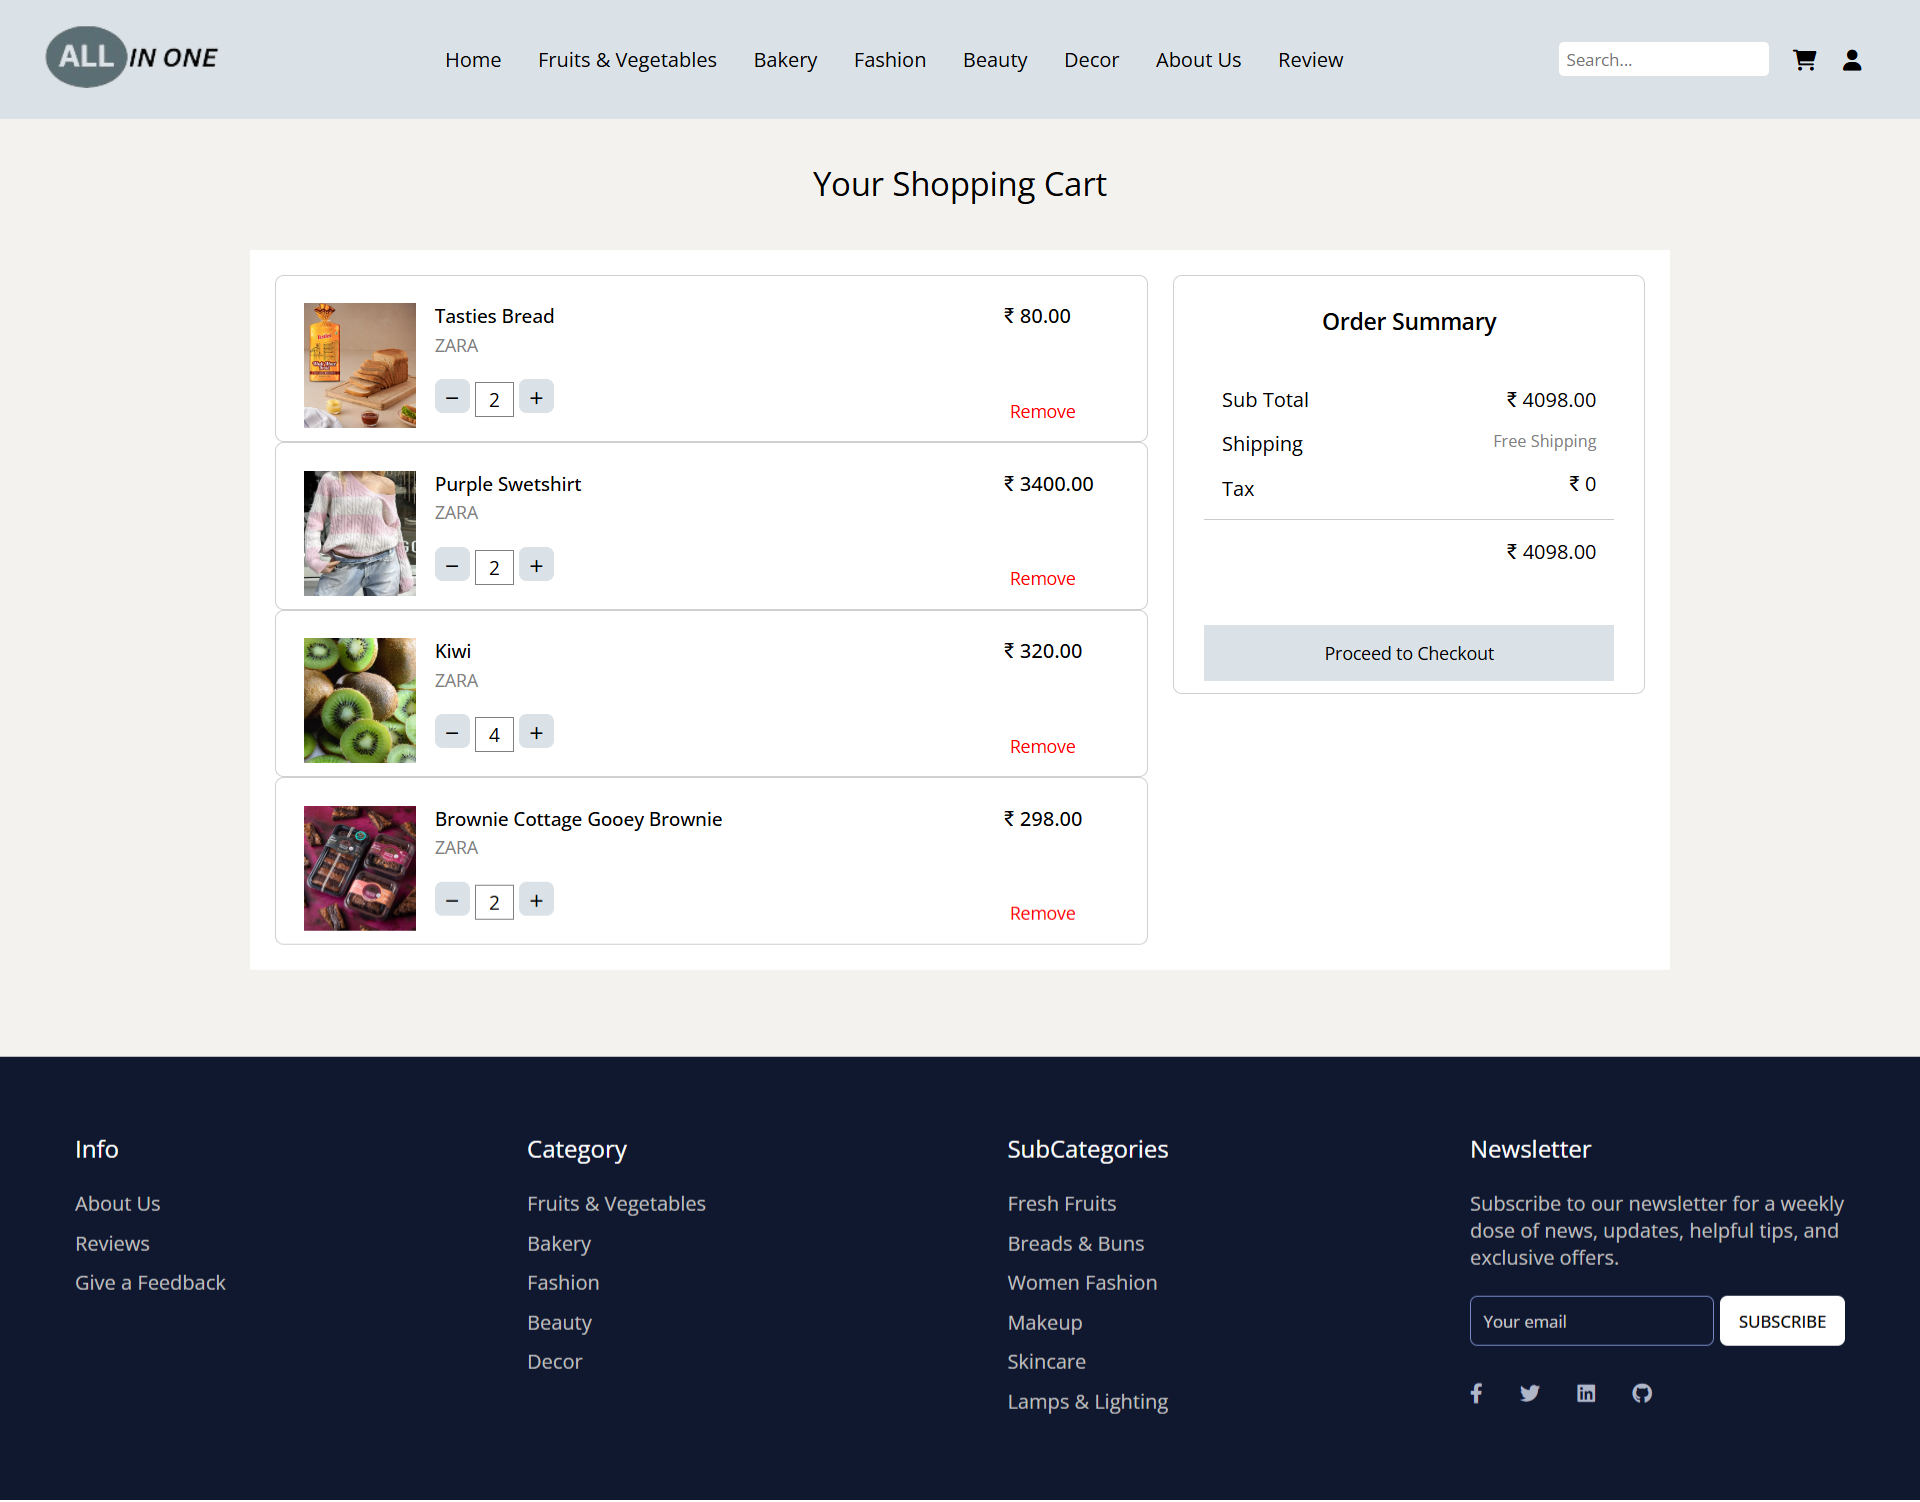 ALL IN ONE
Home Fruits & Vegetables Bakery Fashion Beauty Decor About Us Review
Search...
Your Shopping Cart
Tasties Bread
ZARA
₹ 80.00
− 2 +
Remove
Purple Swetshirt
ZARA
₹ 3400.00
− 2 +
Remove
Kiwi
ZARA
₹ 320.00
− 4 +
Remove
Brownie Cottage Gooey Brownie
ZARA
₹ 298.00
− 2 +
Remove
Order Summary
Sub Total ₹ 4098.00
Shipping Free Shipping
Tax ₹ 0
₹ 4098.00
Proceed to Checkout
Info
About Us
Reviews
Give a Feedback
Category
Fruits & Vegetables
Bakery
Fashion
Beauty
Decor
SubCategories
Fresh Fruits
Breads & Buns
Women Fashion
Makeup
Skincare
Lamps & Lighting
Newsletter
Subscribe to our newsletter for a weekly
dose of news, updates, helpful tips, and
exclusive offers.
Your email
SUBSCRIBE